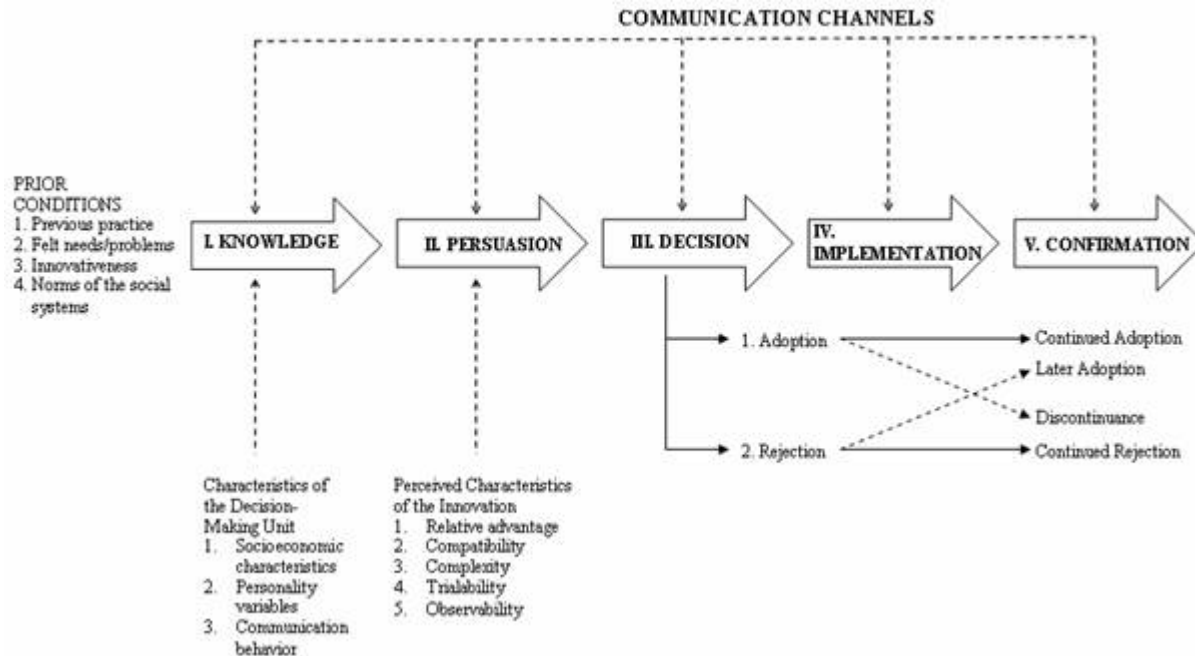 COMMUNICATION CHANNELS
PRIOR
CONDITIONS
1. Previous practice
2. Felt needs/problems
3. Innovativeness
4. Norms of the social
systems
I. KNOWLEDGE
II. PERSUASION
III. DECISION
IV.
IMPLEMENTATION
V. CONFIRMATION
1. Adoption
Continued Adoption
Later Adoption
Discontinuance
2. Rejection
Continued Rejection
Characteristics of
the Decision-
Making Unit
1. Socioeconomic
characteristics
2. Personality
variables
3. Communication
behavior
Perceived Characteristics
of the Innovation
1. Relative advantage
2. Compatibility
3. Complexity
4. Trialability
5. Observability